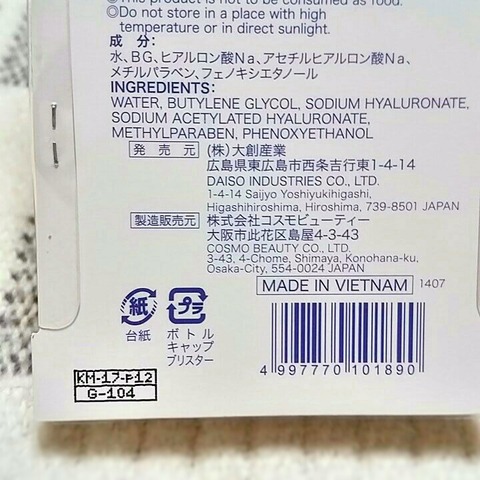 This product is not to be consumed as food.
◎Do not store in a place with high
temperature or in direct sunlight.
成 分：
水、BG、ヒアルロン酸Na、アセチルヒアルロン酸Na、
メチルパラベン、フェノキシエタノール
INGREDIENTS:
WATER, BUTYLENE GLYCOL, SODIUM HYALURONATE,
SODIUM ACETYLATED HYALURONATE,
METHYLPARABEN, PHENOXYETHANOL
発 売 元 (株)大創産業
広島県東広島市西条吉行東1-4-14
DAISO INDUSTRIES CO., LTD.
1-4-14 Saijyo Yoshiyukihigashi,
Higashihiroshima, Hiroshima, 739-8501 JAPAN
製造販売元 株式会社コスモビューティー
大阪市此花区島屋4-3-43
COSMO BEAUTY CO., LTD.
3-43, 4-Chome, Shimaya, Konohana-ku,
Osaka-City, 554-0024 JAPAN
MADE IN VIETNAM 1407
紙 プラ
台紙 ボトル
キャップ
ブリスター
4 997770 101890
KM-17-P12
G-104